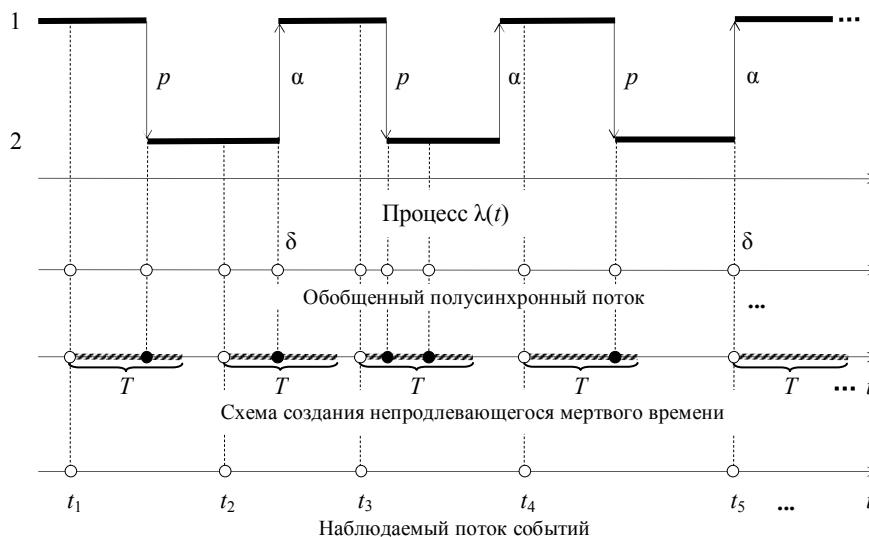 1
...
p α p α p α
2
Процесс λ(t)
δ δ
Обобщенный полусинхронный поток
...
T T T T T
... t
Схема создания непродлевающегося мертвого времени
t1 t2 t3 t4 t5 ... t
Наблюдаемый поток событий